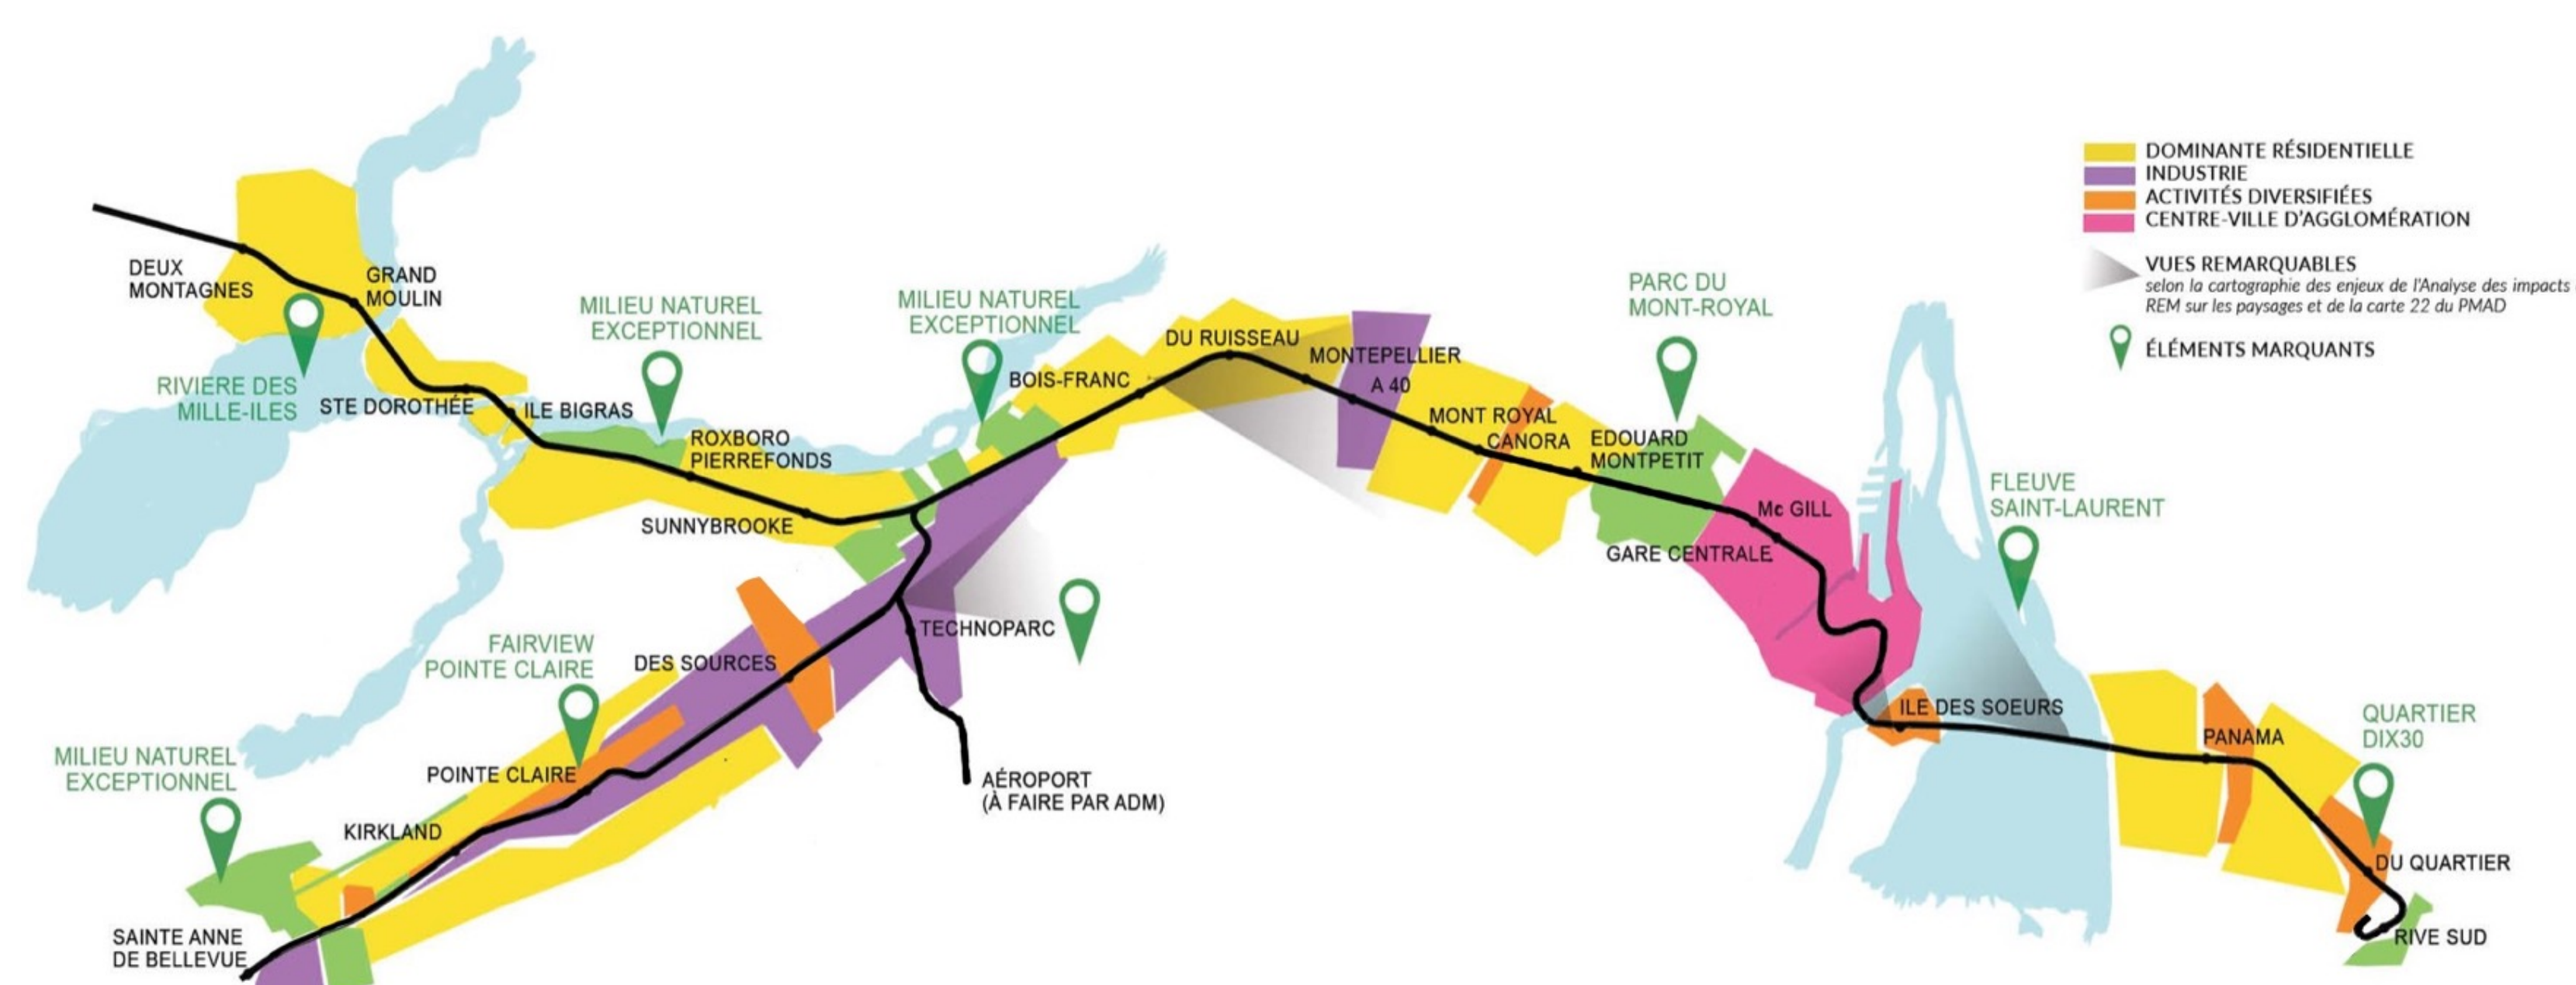 DEUX
MONTAGNES
GRAND
MOULIN
RIVIERE DES
MILLE-ILES
STE DOROTHÉE
ILE BIGRAS
MILIEU NATUREL
EXCEPTIONNEL
ROXBORO
PIERREFONDS
SUNNYBROOKE
MILIEU NATUREL
EXCEPTIONNEL
BOIS-FRANC
DU RUISSEAU
MONTEPELLIER
A 40
MONT ROYAL
CANORA
EDOUARD
MONTPETIT
PARC DU
MONT-ROYAL
Mc GILL
GARE CENTRALE
FLEUVE
SAINT-LAURENT
ILE DES SOEURS
PANAMA
QUARTIER
DIX30
DU QUARTIER
RIVE SUD
TECHNOPARC
AÉROPORT
(À FAIRE PAR ADM)
DES SOURCES
FAIRVIEW
POINTE CLAIRE
POINTE CLAIRE
KIRKLAND
MILIEU NATUREL
EXCEPTIONNEL
SAINTE ANNE
DE BELLEVUE
DOMINANTE RÉSIDENTIELLE
INDUSTRIE
ACTIVITÉS DIVERSIFIÉES
CENTRE-VILLE D'AGGLOMÉRATION
VUES REMARQUABLES
selon la cartographie des enjeux de l'Analyse des impacts
REM sur les paysages et de la carte 22 du PMAD
ÉLÉMENTS MARQUANTS